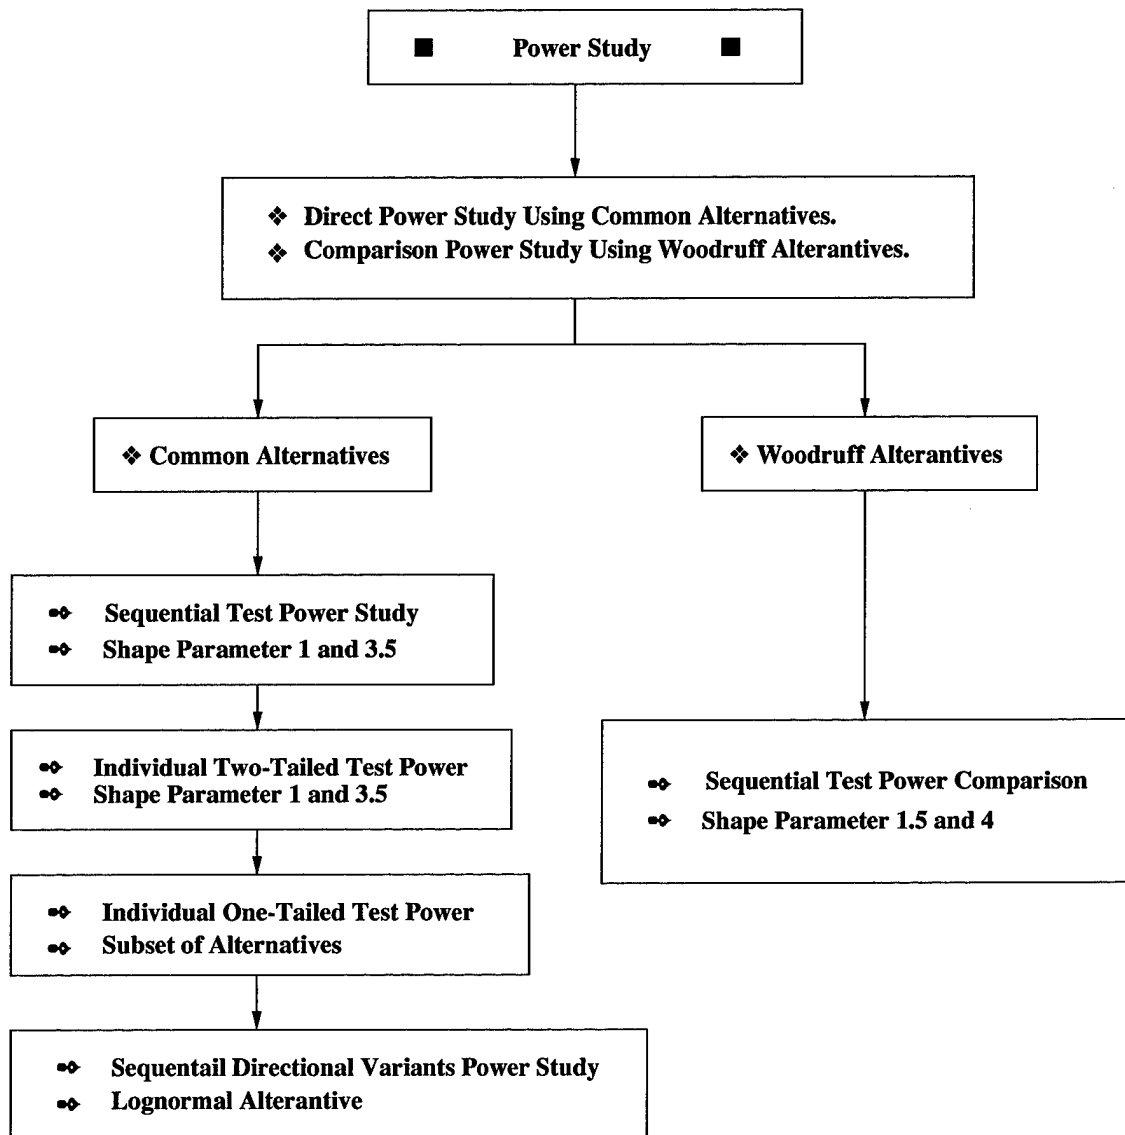 Power Study
Direct Power Study Using Common Alternatives.
Comparison Power Study Using Woodruff Alterantives.
Common Alternatives
Woodruff Alterantives
Sequential Test Power Study
Shape Parameter 1 and 3.5
Individual Two-Tailed Test Power
Shape Parameter 1 and 3.5
Sequential Test Power Comparison
Shape Parameter 1.5 and 4
Individual One-Tailed Test Power
Subset of Alternatives
Sequentail Directional Variants Power Study
Lognormal Alterantive